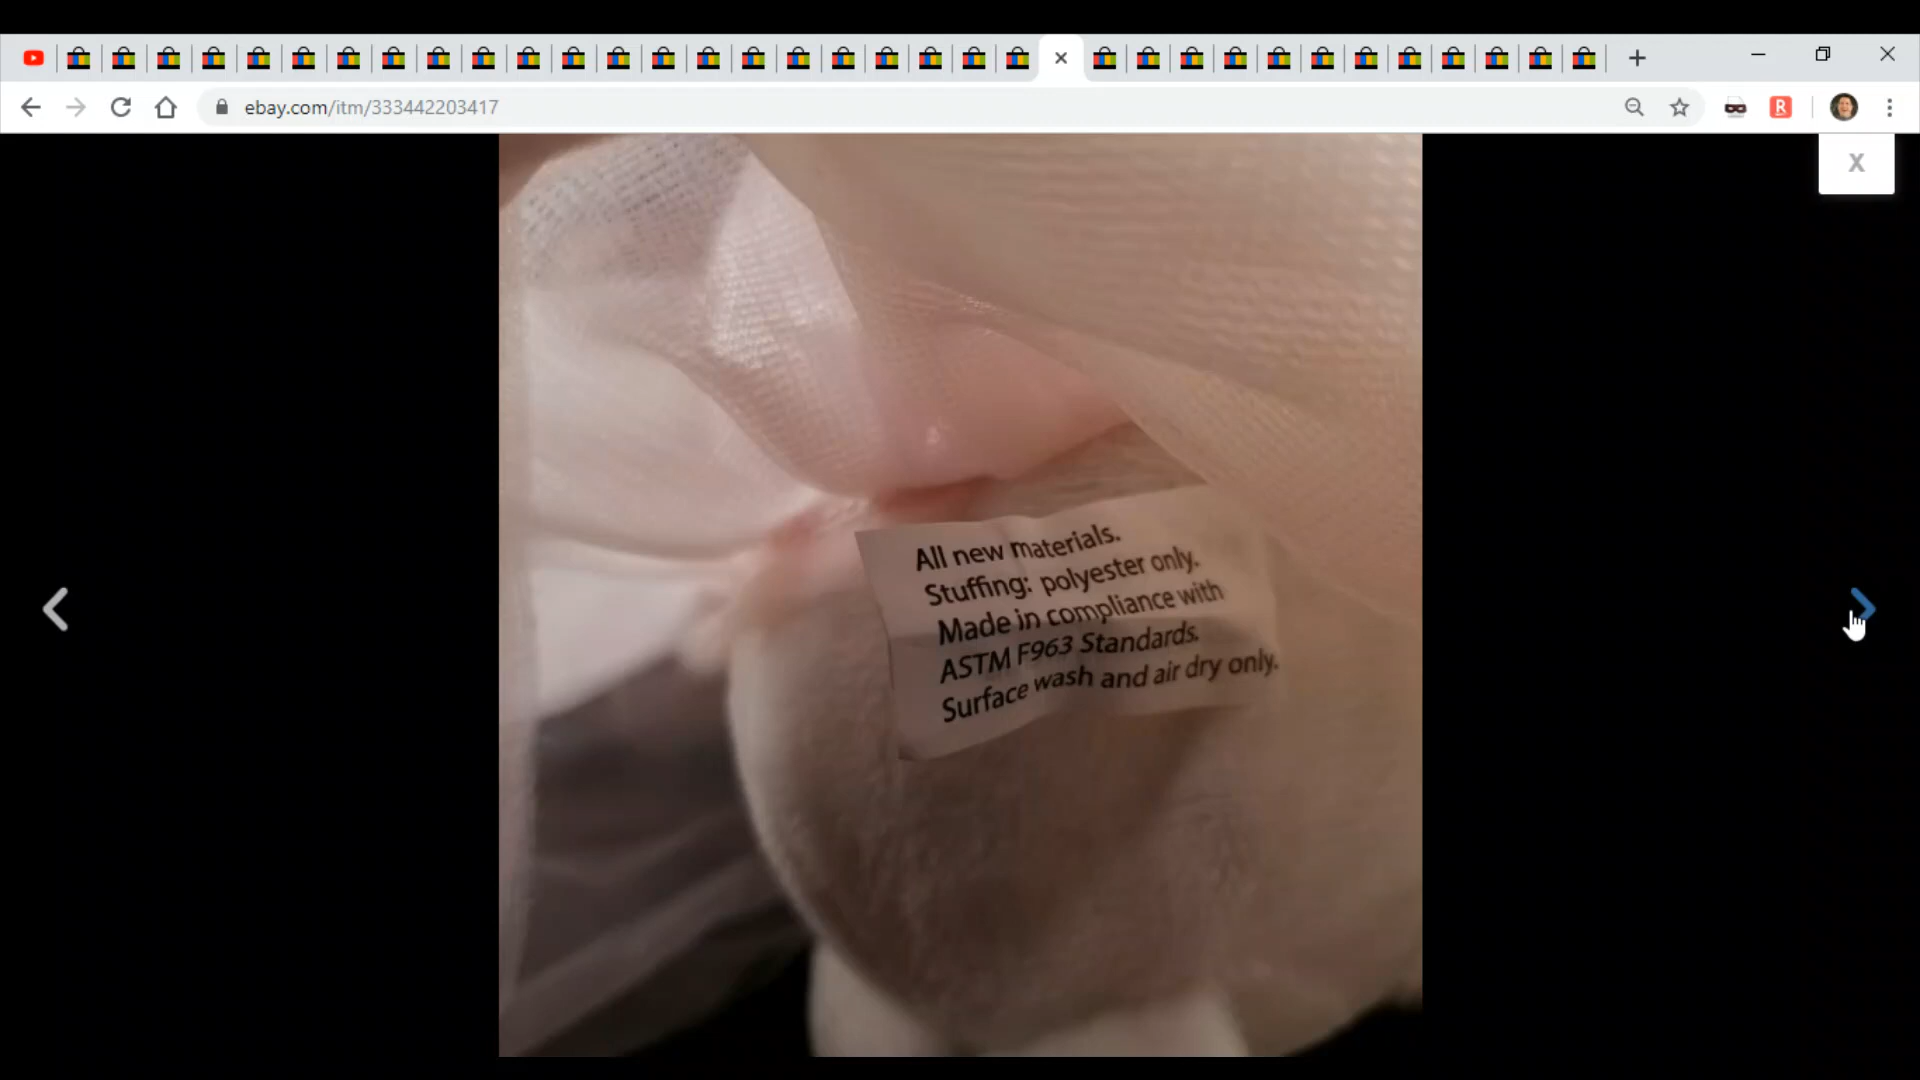 ebay.com/itm/333442203417
R
X
All new materials.
Stuffing: polyester only.
Made in compliance with
ASTM F963 Standards.
Surface wash and air dry only.